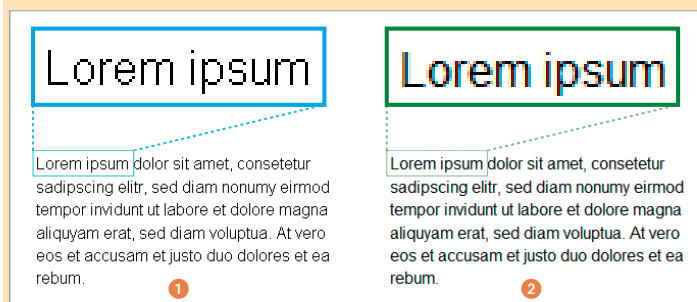 Lorem ipsum
Lorem ipsum dolor sit amet, consetetur
sadipscing elitr, sed diam nonumy eirmod
tempor invidunt ut labore et dolore magna
aliquyam erat, sed diam voluptua. At vero
eos et accusam et justo duo dolores et ea
rebum.
1
Lorem ipsum
Lorem ipsum dolor sit amet, consetetur
sadipscing elitr, sed diam nonumy eirmod
tempor invidunt ut labore et dolore magna
aliquyam erat, sed diam voluptua. At vero
eos et accusam et justo duo dolores et ea
rebum.
2